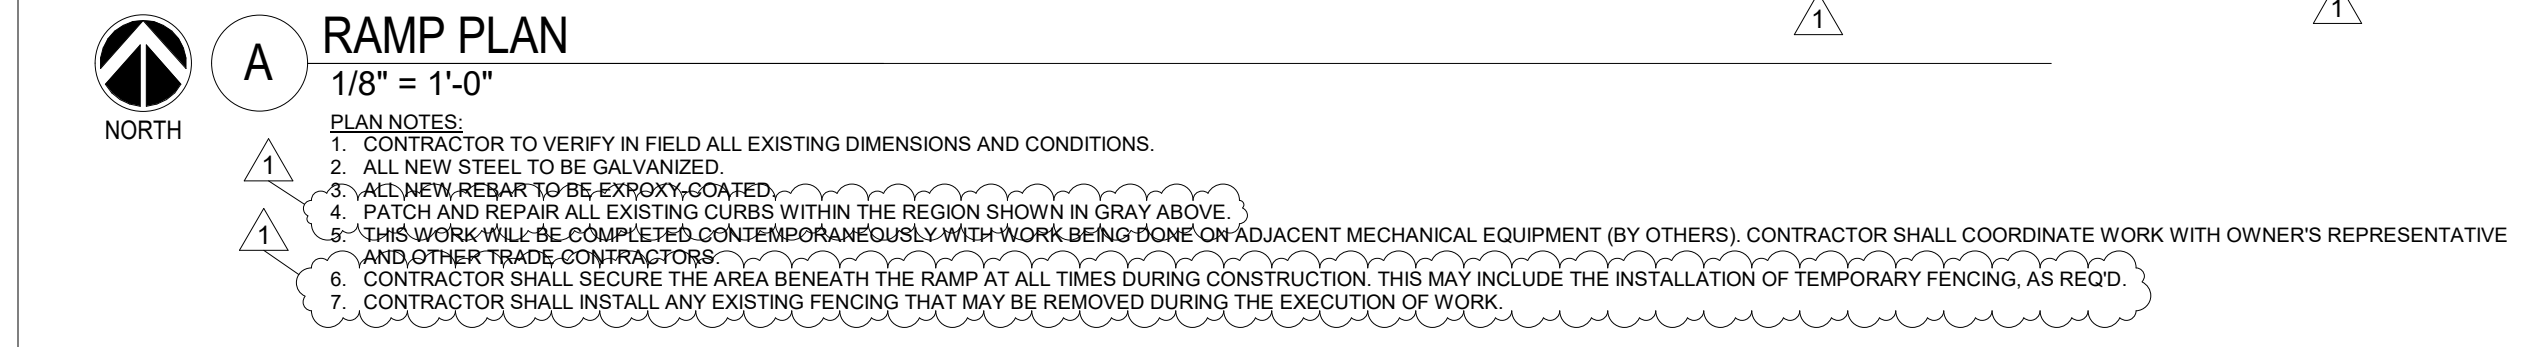 1
1
A
RAMP PLAN
1/8" = 1'-0"
NORTH
PLAN NOTES:
1. CONTRACTOR TO VERIFY IN FIELD ALL EXISTING DIMENSIONS AND CONDITIONS.
1
2. ALL NEW STEEL TO BE GALVANIZED.
3. ALL NEW REBAR TO BE EXPOXY-COATED.
4. PATCH AND REPAIR ALL EXISTING CURBS WITHIN THE REGION SHOWN IN GRAY ABOVE.
1
5. THIS WORK WILL BE COMPLETED CONTEMPORANEOUSLY WITH WORK BEING DONE ON ADJACENT MECHANICAL EQUIPMENT (BY OTHERS). CONTRACTOR SHALL COORDINATE WORK WITH OWNER'S REPRESENTATIVE
AND OTHER TRADE CONTRACTORS.
6. CONTRACTOR SHALL SECURE THE AREA BENEATH THE RAMP AT ALL TIMES DURING CONSTRUCTION. THIS MAY INCLUDE THE INSTALLATION OF TEMPORARY FENCING, AS REQ'D.
7. CONTRACTOR SHALL INSTALL ANY EXISTING FENCING THAT MAY BE REMOVED DURING THE EXECUTION OF WORK.